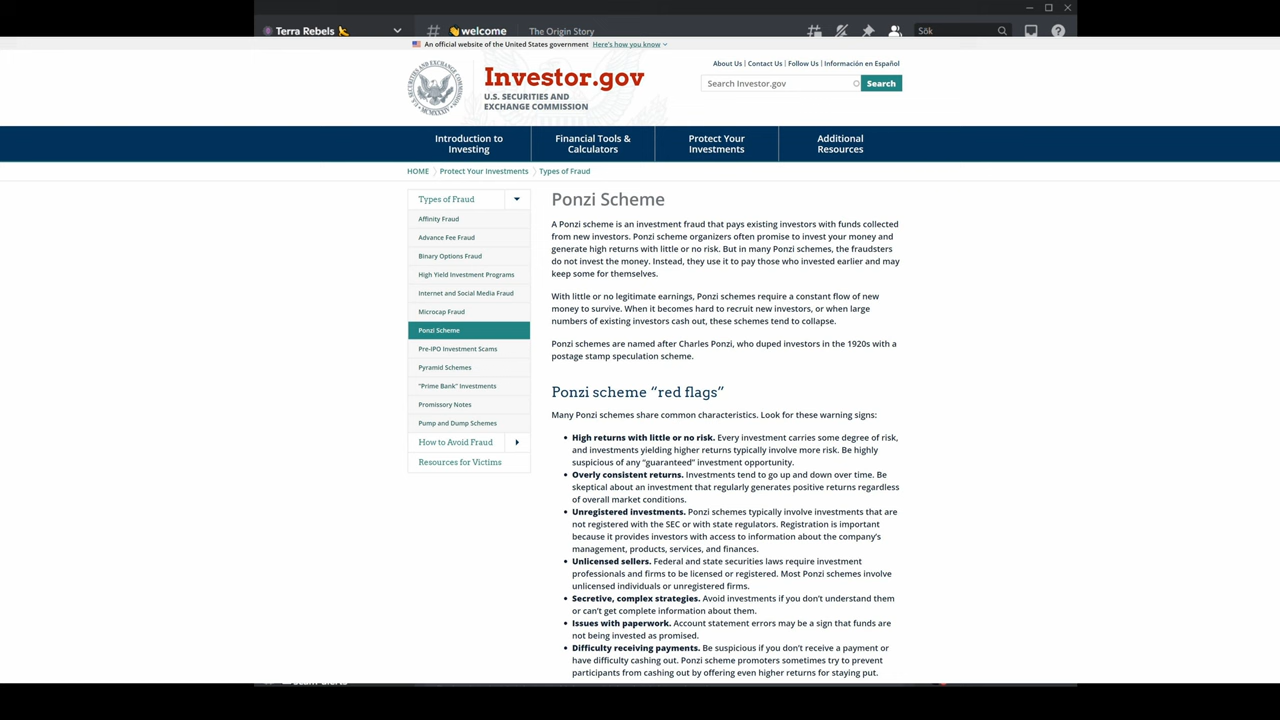 Terra Rebels
# 👋welcome The Origin Story
Sök
An official website of the United States government Here's how you know
Investor.gov
U.S. SECURITIES AND
EXCHANGE COMMISSION
About Us | Contact Us | Follow Us | Información en Español
Search Investor.gov
Search
Introduction to
Investing
Financial Tools &
Calculators
Protect Your
Investments
Additional
Resources
HOME Protect Your Investments Types of Fraud
Types of Fraud
Affinity Fraud
Advance Fee Fraud
Binary Options Fraud
High Yield Investment Programs
Internet and Social Media Fraud
Microcap Fraud
Ponzi Scheme
Pre-IPO Investment Scams
Pyramid Schemes
"Prime Bank" Investments
Promissory Notes
Pump and Dump Schemes
How to Avoid Fraud
Resources for Victims
Ponzi Scheme
A Ponzi scheme is an investment fraud that pays existing investors with funds collected
from new investors. Ponzi scheme organizers often promise to invest your money and
generate high returns with little or no risk. But in many Ponzi schemes, the fraudsters
do not invest the money. Instead, they use it to pay those who invested earlier and may
keep some for themselves.
With little or no legitimate earnings, Ponzi schemes require a constant flow of new
money to survive. When it becomes hard to recruit new investors, or when large
numbers of existing investors cash out, these schemes tend to collapse.
Ponzi schemes are named after Charles Ponzi, who duped investors in the 1920s with a
postage stamp speculation scheme.
Ponzi scheme “red flags”
Many Ponzi schemes share common characteristics. Look for these warning signs:
• High returns with little or no risk. Every investment carries some degree of risk,
and investments yielding higher returns typically involve more risk. Be highly
suspicious of any “guaranteed” investment opportunity.
• Overly consistent returns. Investments tend to go up and down over time. Be
skeptical about an investment that regularly generates positive returns regardless
of overall market conditions.
• Unregistered investments. Ponzi schemes typically involve investments that are
not registered with the SEC or with state regulators. Registration is important
because it provides investors with access to information about the company’s
management, products, services, and finances.
• Unlicensed sellers. Federal and state securities laws require investment
professionals and firms to be licensed or registered. Most Ponzi schemes involve
unlicensed individuals or unregistered firms.
• Secretive, complex strategies. Avoid investments if you don’t understand them
or can’t get complete information about them.
• Issues with paperwork. Account statement errors may be a sign that funds are
not being invested as promised.
• Difficulty receiving payments. Be suspicious if you don’t receive a payment or
have difficulty cashing out. Ponzi scheme promoters sometimes try to prevent
participants from cashing out by offering even higher returns for staying put.